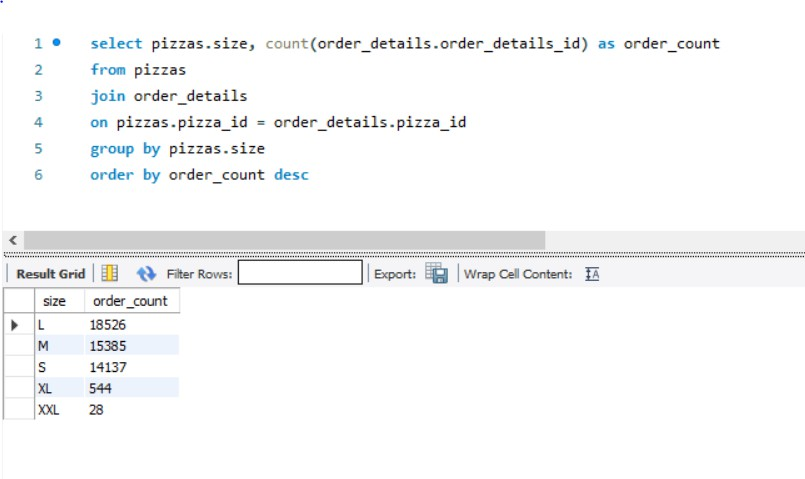 1 select pizzas.size, count(order_details.order_details_id) as order_count
2 from pizzas
3 join order_details
4 on pizzas.pizza_id = order_details.pizza_id
5 group by pizzas.size
6 order by order_count desc
Result Grid Filter Rows: Export: Wrap Cell Content: IA
size order_count
L 18526
M 15385
S 14137
XL 544
XXL 28